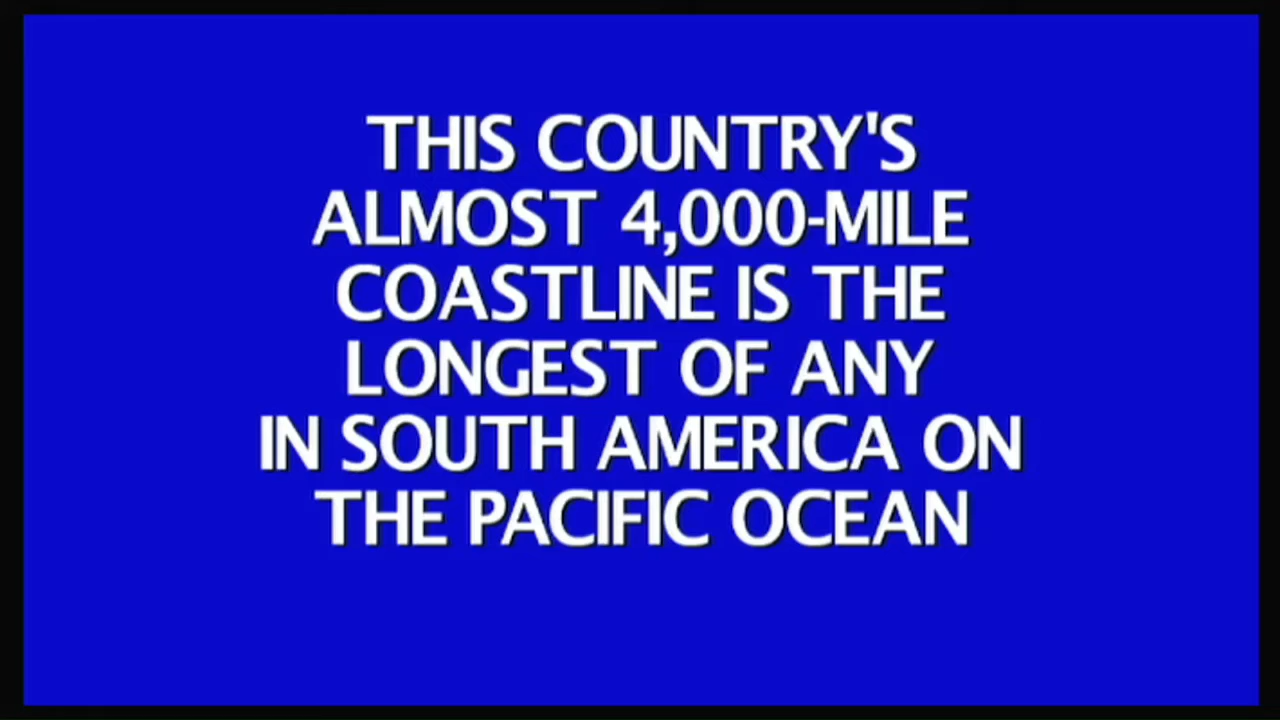 THIS COUNTRY'S
ALMOST 4,000-MILE
COASTLINE IS THE
LONGEST OF ANY
IN SOUTH AMERICA ON
THE PACIFIC OCEAN